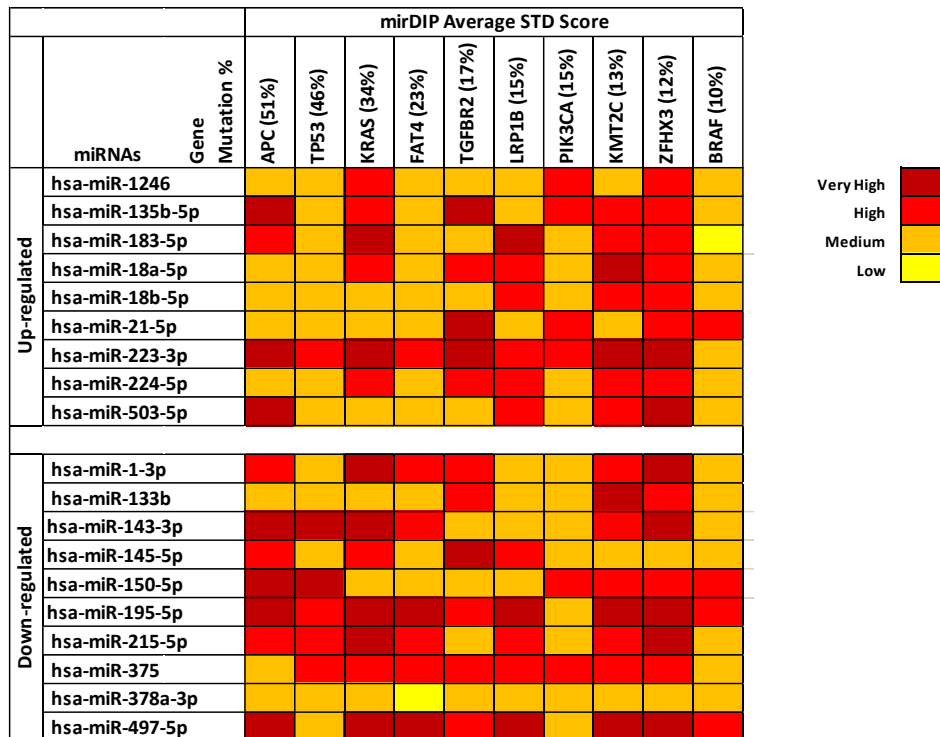 mirDIP Average STD Score
miRNAs
Gene
Mutation %
APC (51%)
TP53 (46%)
KRAS (34%)
FAT4 (23%)
TGFBR2 (17%)
LRP1B (15%)
PIK3CA (15%)
KMT2C (13%)
ZFHX3 (12%)
BRAF (10%)
Up-regulated
hsa-miR-1246
hsa-miR-135b-5p
hsa-miR-183-5p
hsa-miR-18a-5p
hsa-miR-18b-5p
hsa-miR-21-5p
hsa-miR-223-3p
hsa-miR-224-5p
hsa-miR-503-5p
Down-regulated
hsa-miR-1-3p
hsa-miR-133b
hsa-miR-143-3p
hsa-miR-145-5p
hsa-miR-150-5p
hsa-miR-195-5p
hsa-miR-215-5p
hsa-miR-375
hsa-miR-378a-3p
hsa-miR-497-5p
Very High
High
Medium
Low